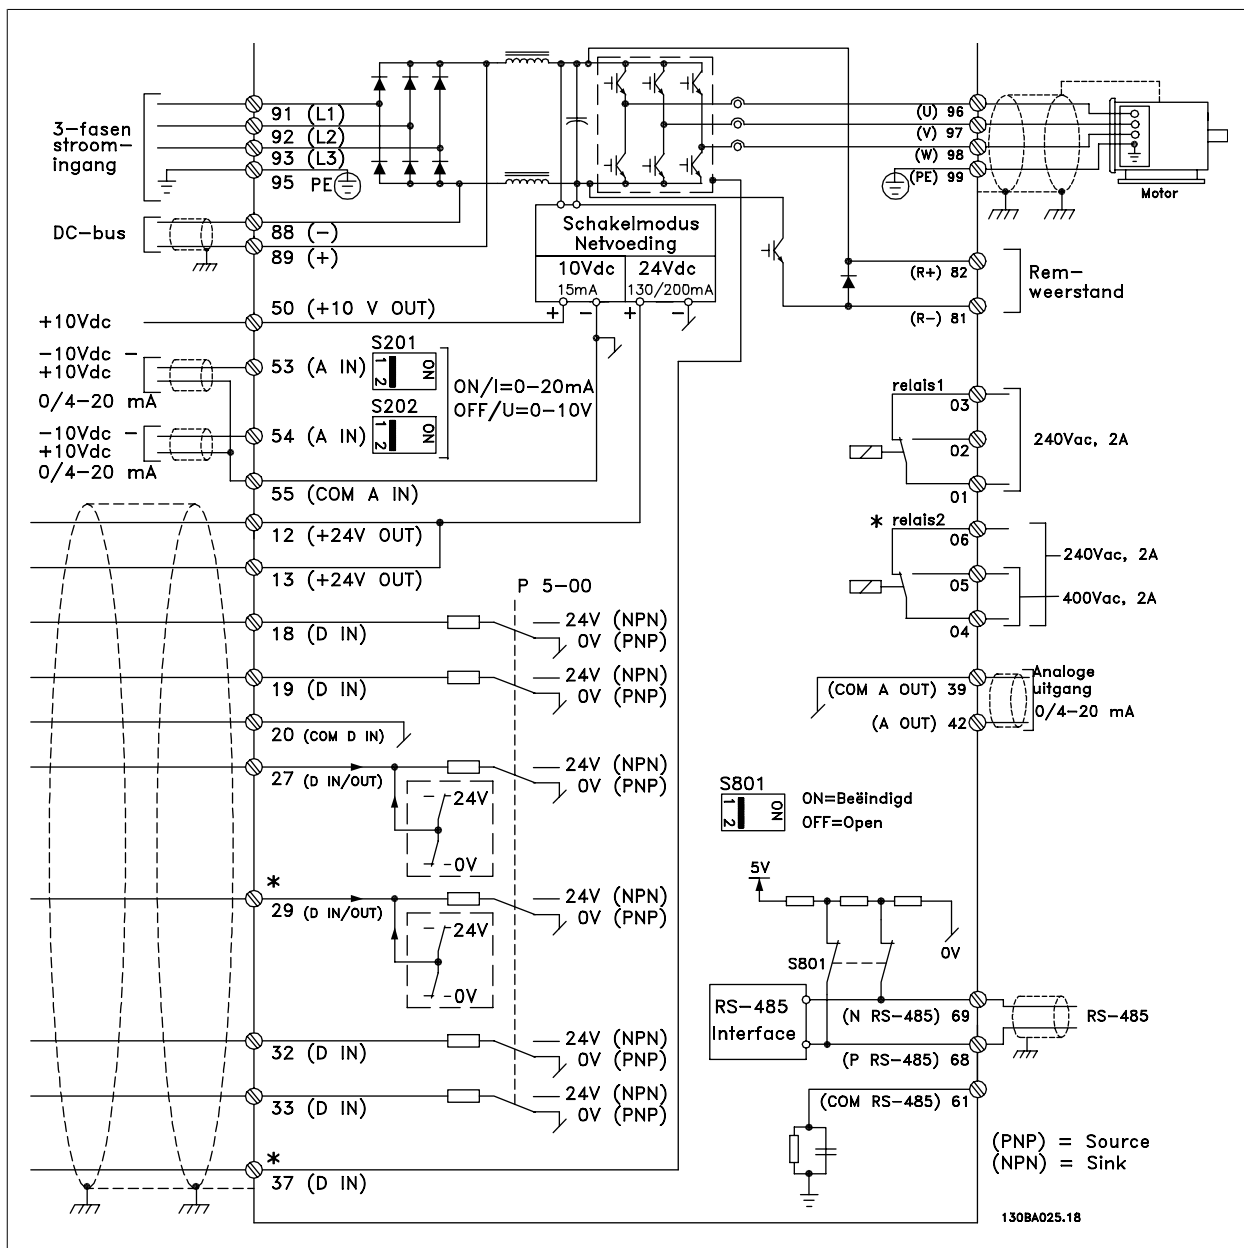 3-fasen
stroom-
ingang
91 (L1)
92 (L2)
93 (L3)
95 PE
DC-bus
88 (-)
89 (+)
Schakelmodus
Netvoeding
10Vdc
15mA
24Vdc
130/200mA
+ - + -
(U) 96
(V) 97
(W) 98
(PE) 99
Motor
(R+) 82
(R-) 81
Rem-
weerstand
+10Vdc
50 (+10 V OUT)
-10Vdc -
+10Vdc
0/4-20 mA
53 (A IN)
S201
1 2 ON
ON/I=0-20mA
OFF/U=0-10V
-10Vdc -
+10Vdc
0/4-20 mA
54 (A IN)
S202
1 2 ON
55 (COM A IN)
12 (+24V OUT)
13 (+24V OUT)
relais1
03
02
01
240Vac, 2A
* relais2
06
05
04
240Vac, 2A
400Vac, 2A
P 5-00
18 (D IN)
24V (NPN)
0V (PNP)
19 (D IN)
24V (NPN)
0V (PNP)
20 (COM D IN)
27 (D IN/OUT)
24V (NPN)
0V (PNP)
24V
0V
*
29 (D IN/OUT)
24V (NPN)
0V (PNP)
24V
0V
32 (D IN)
24V (NPN)
0V (PNP)
33 (D IN)
24V (NPN)
0V (PNP)
*
37 (D IN)
(COM A OUT) 39
(A OUT) 42
Analoge
uitgang
0/4-20 mA
S801
1 2 ON
ON=Beëindigd
OFF=Open
5V
0V
S801
RS-485
Interface
(N RS-485) 69
(P RS-485) 68
(COM RS-485) 61
RS-485
(PNP) = Source
(NPN) = Sink
130BA025.18